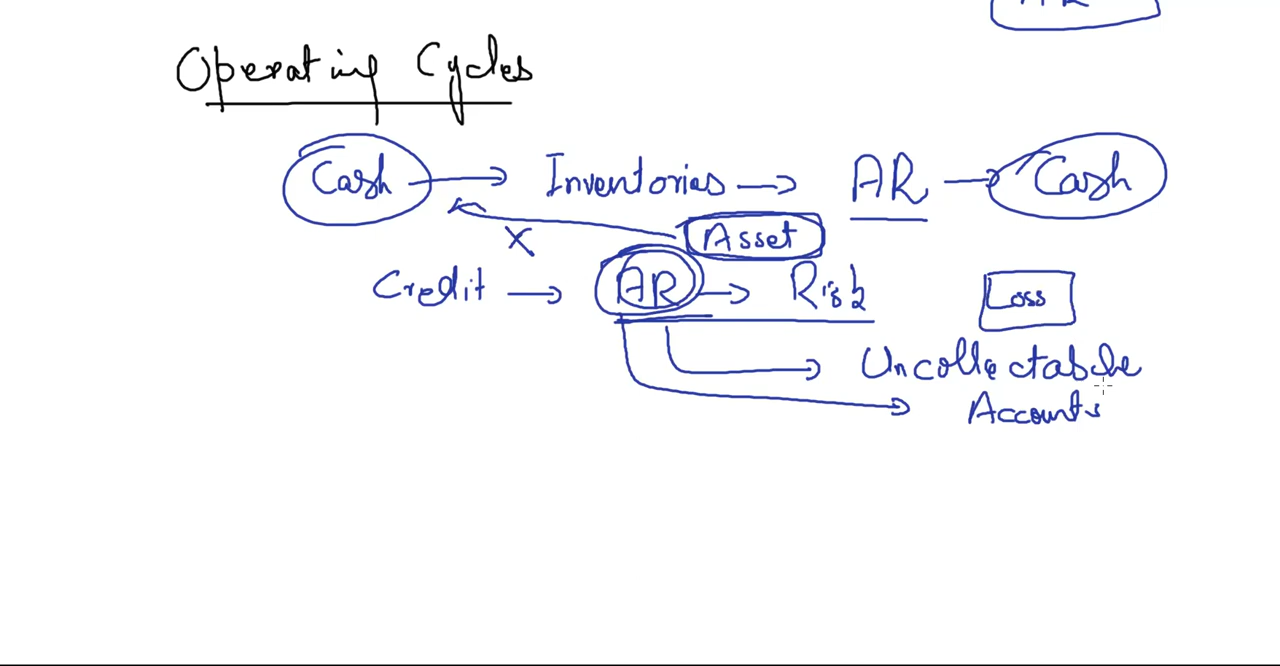 Operating Cycles
Cash → Inventories → AR → Cash
X Asset
Credit → AR → Risk Loss
Uncollectable
Accounts